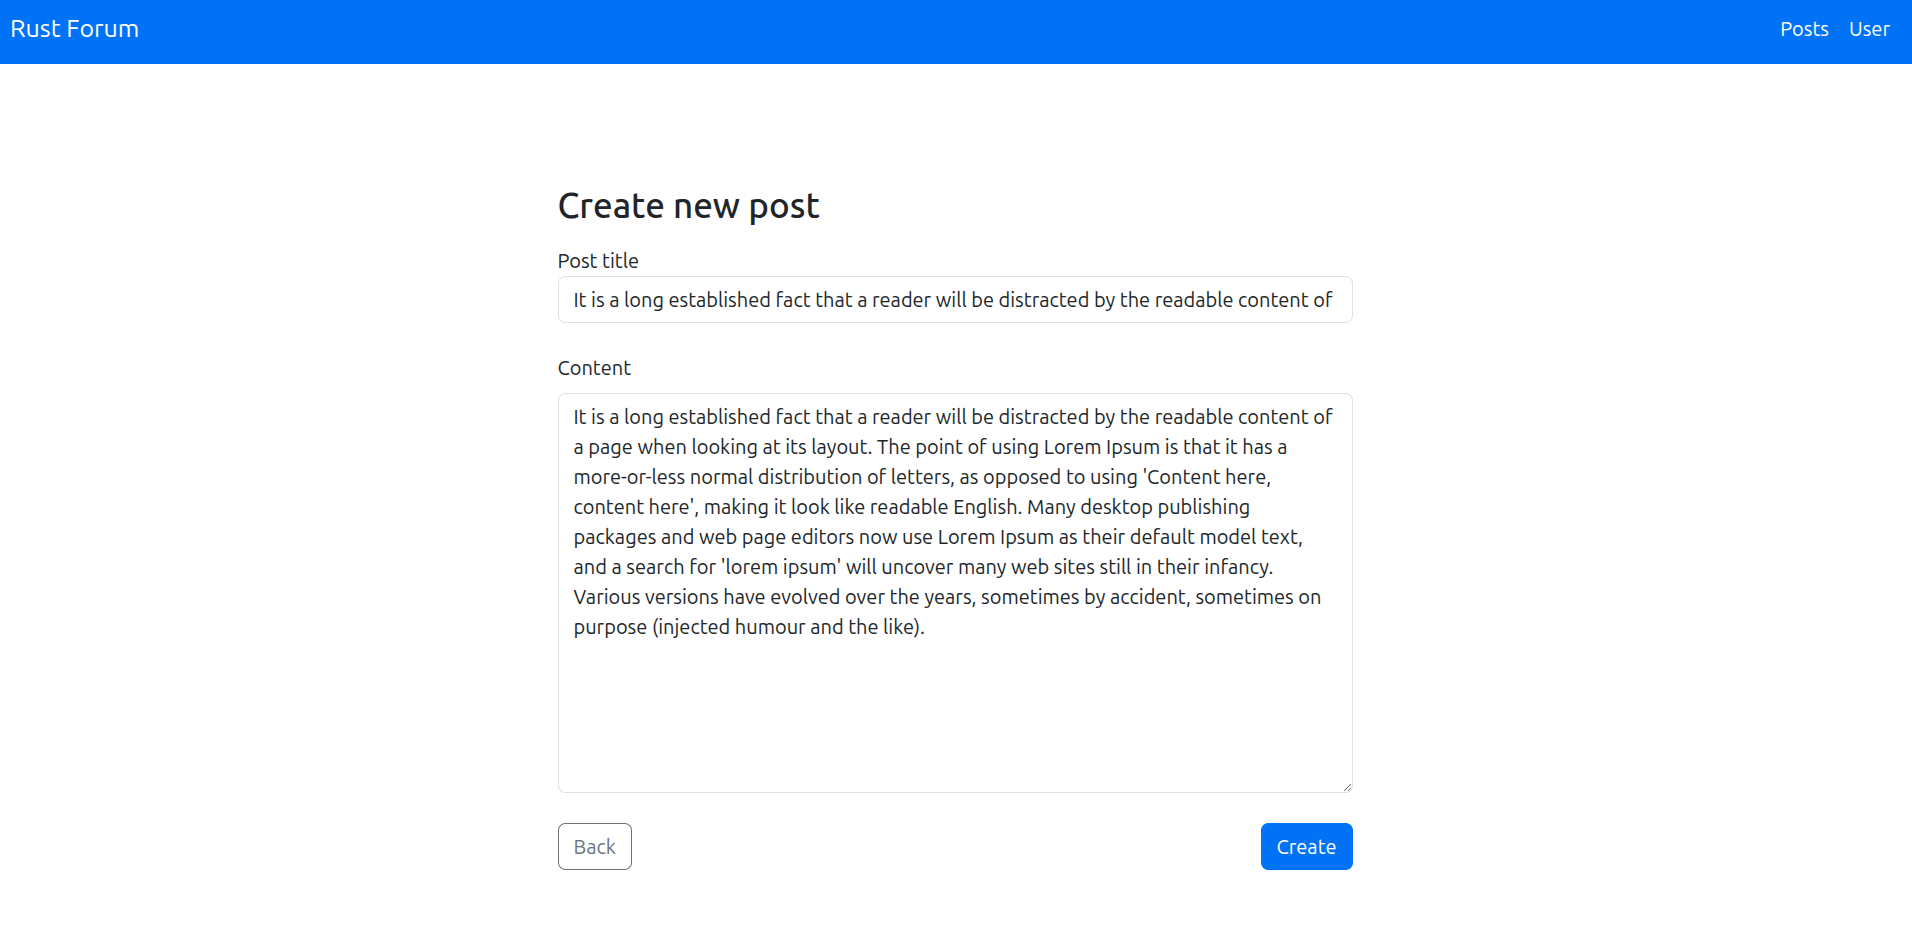 Rust Forum
Posts User
Create new post
Post title
It is a long established fact that a reader will be distracted by the readable content of
Content
It is a long established fact that a reader will be distracted by the readable content of
a page when looking at its layout. The point of using Lorem Ipsum is that it has a
more-or-less normal distribution of letters, as opposed to using 'Content here,
content here', making it look like readable English. Many desktop publishing
packages and web page editors now use Lorem Ipsum as their default model text,
and a search for 'lorem ipsum' will uncover many web sites still in their infancy.
Various versions have evolved over the years, sometimes by accident, sometimes on
purpose (injected humour and the like).
Back
Create